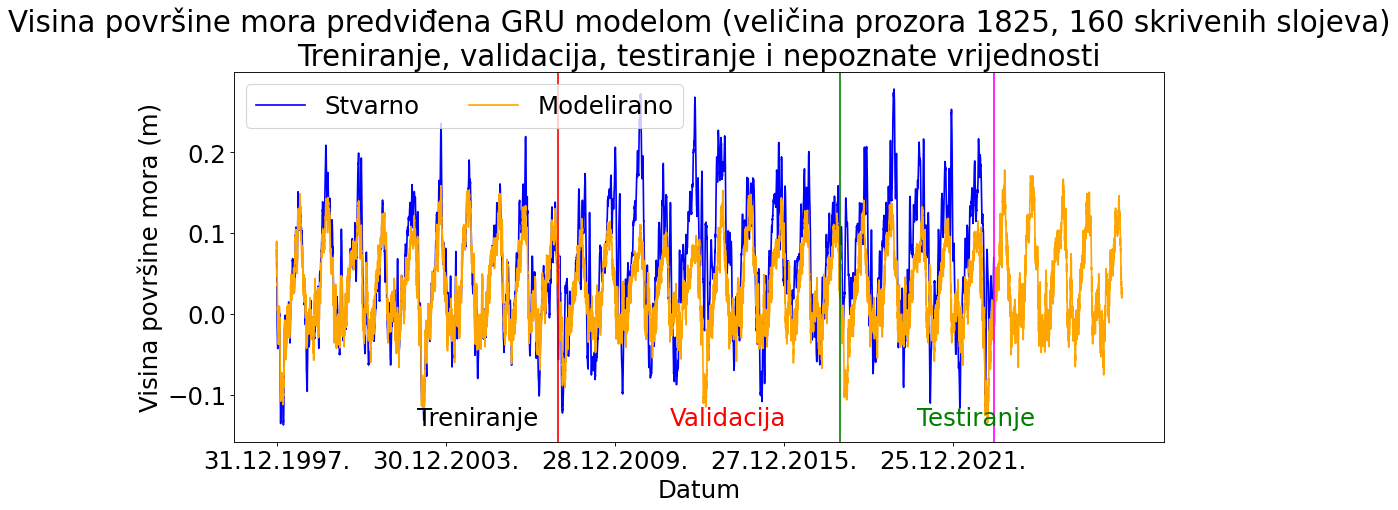 Visina površine mora predviđena GRU modelom (veličina prozora 1825, 160 skrivenih slojeva)
Treniranje, validacija, testiranje i nepoznate vrijednosti
Stvarno
Modelirano
Visina površine mora (m)
0.2
0.1
0.0
−0.1
Treniranje
Validacija
Testiranje
31.12.1997.
30.12.2003.
28.12.2009.
27.12.2015.
25.12.2021.
Datum